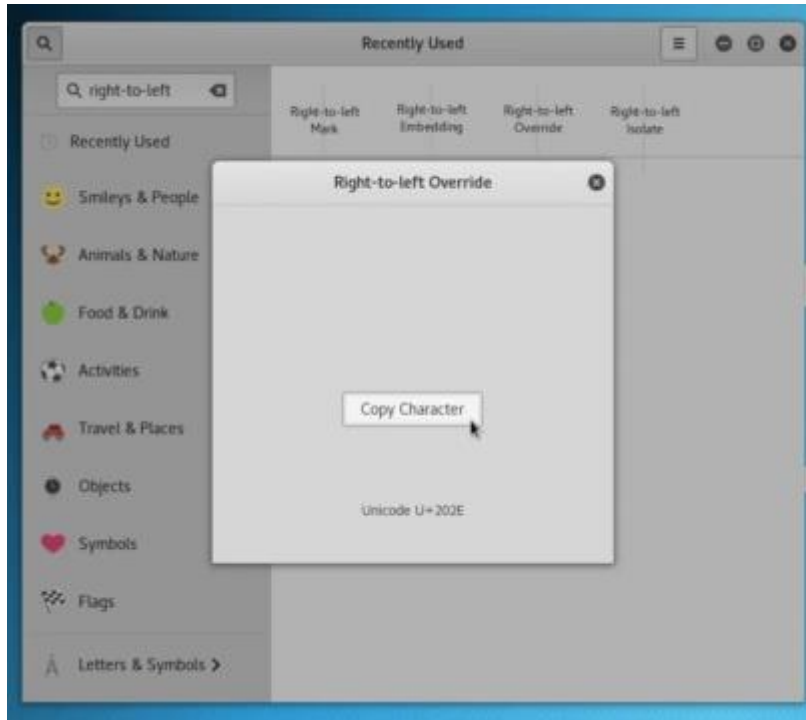 Recently Used
right-to-left
Right-to-left
Mark
Right-to-left
Embedding
Right-to-left
Override
Right-to-left
Isolate
Recently Used
Smileys & People
Animals & Nature
Food & Drink
Activities
Travel & Places
Objects
Symbols
Flags
Letters & Symbols
Right-to-left Override
Copy Character
Unicode U+202E